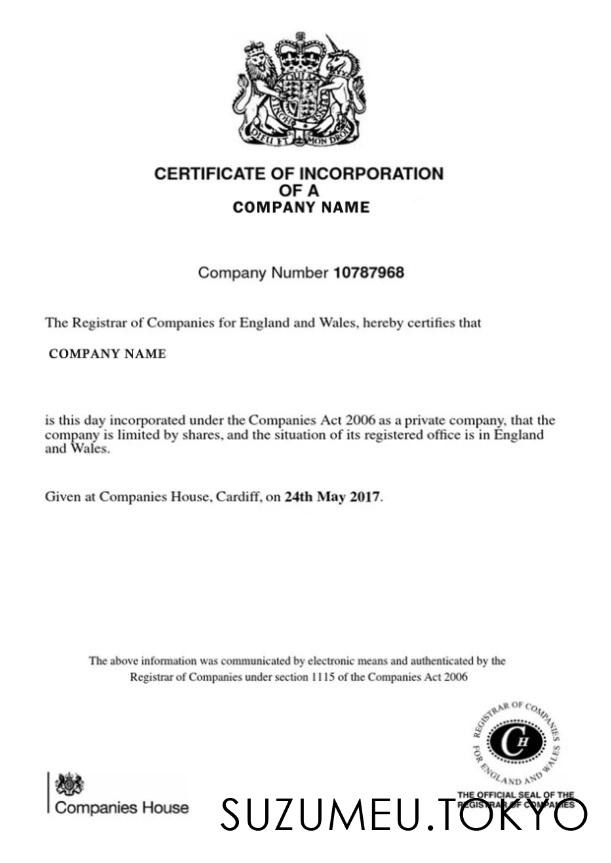 DIEU ET MON DROIT
CERTIFICATE OF INCORPORATION
OF A
COMPANY NAME
Company Number 10787968
The Registrar of Companies for England and Wales, hereby certifies that
COMPANY NAME
is this day incorporated under the Companies Act 2006 as a private company, that the
company is limited by shares, and the situation of its registered office is in England
and Wales.
Given at Companies House, Cardiff, on 24th May 2017.
The above information was communicated by electronic means and authenticated by the
Registrar of Companies under section 1115 of the Companies Act 2006
REGISTRAR OF COMPANIES
FOR ENGLAND AND WALES
CH
THE OFFICIAL SEAL OF THE
REGISTRAR OF COMPANIES
Companies House
SUZUMEU.TOKYO